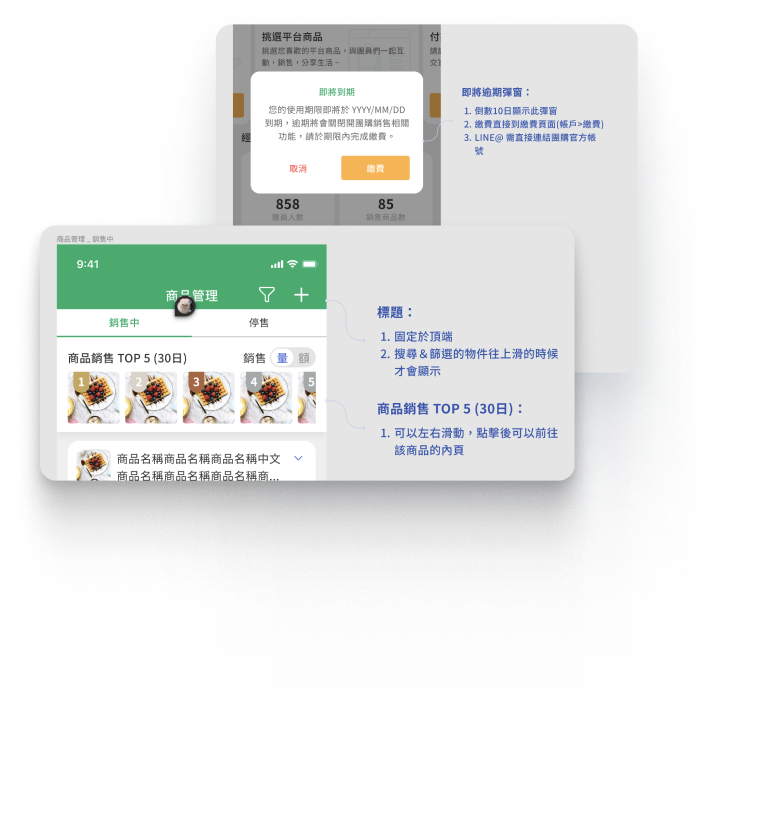 挑選平台商品
挑選您喜歡的平台商品，與團員們一起互
動，銷售，分享生活～
付
請
交
即將到期
您的使用期限即將於 YYYY/MM/DD
到期，逾期將會關閉開團購銷售相關
功能，請於期限內完成繳費。
取消
繳費
經
858
團員人數
85
銷售商品數
即將逾期彈窗：
1. 倒數10日顯示此彈窗
2. 繳費直接到繳費頁面(帳戶>繳費)
3. LINE@ 需直接連結團購官方帳
號
商品管理 _ 銷售中
9:41
商品管理
銷售中
停售
商品銷售 TOP 5 (30日)
銷售
量
額
1
2
3
4
5
商品名稱商品名稱商品名稱中文
商品名稱商品名稱商品名稱商...
標題：
1. 固定於頂端
2. 搜尋＆篩選的物件往上滑的時候
才會顯示
商品銷售 TOP 5 (30日)：
1. 可以左右滑動，點擊後可以前往
該商品的內頁